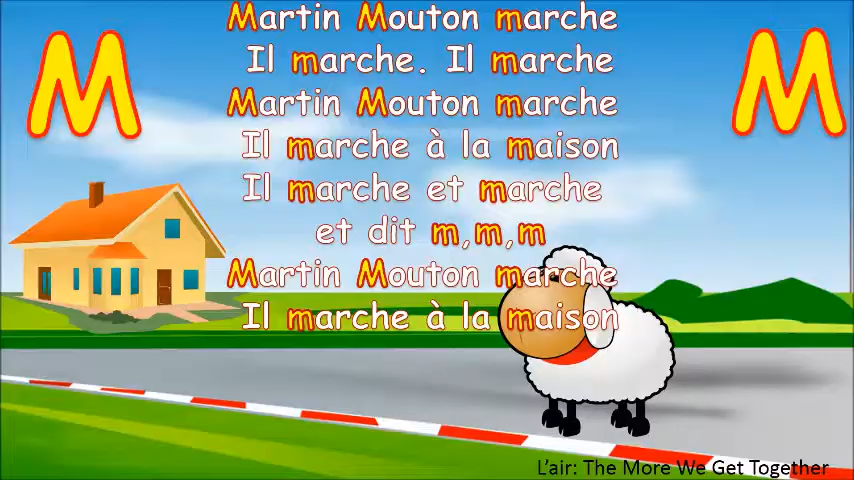 M M
Martin Mouton marche
Il marche. Il marche
Martin Mouton marche
Il marche à la maison
Il marche et marche
et dit m,m,m
Martin Mouton marche
Il marche à la maison
L'air: The More We Get Together